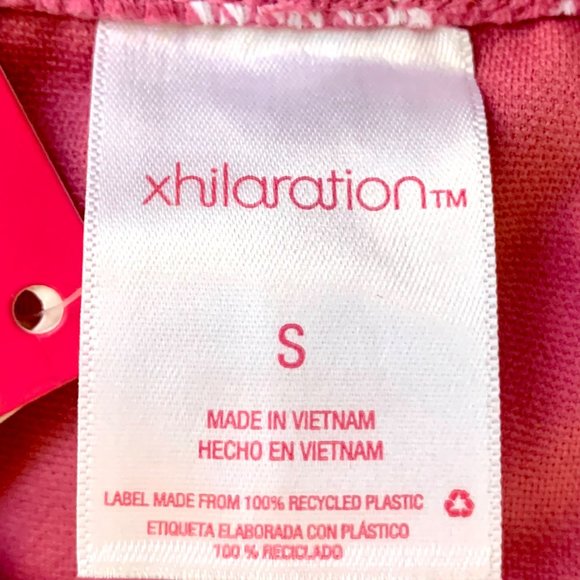 xhilaration™
S
MADE IN VIETNAM
HECHO EN VIETNAM
LABEL MADE FROM 100% RECYCLED PLASTIC
ETIQUETA ELABORADA CON PLÁSTICO
100 % RECICLADO